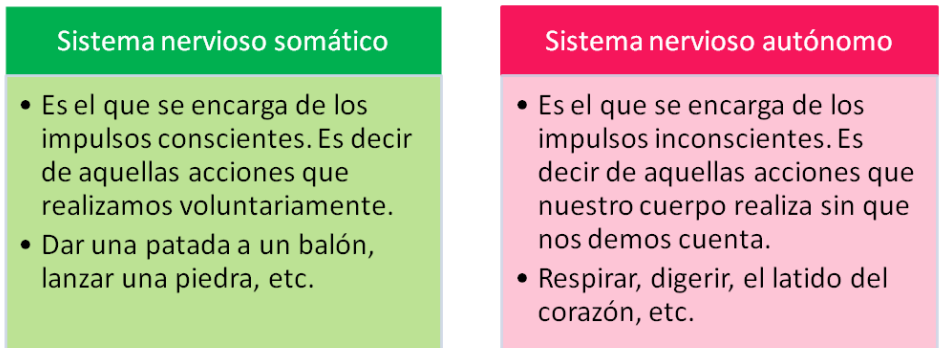 Sistema nervioso somático
• Es el que se encarga de los
impulsos conscientes. Es decir
de aquellas acciones que
realizamos voluntariamente.
• Dar una patada a un balón,
lanzar una piedra, etc.
Sistema nervioso autónomo
• Es el que se encarga de los
impulsos inconscientes. Es
decir de aquellas acciones que
nuestro cuerpo realiza sin que
nos demos cuenta.
• Respirar, digerir, el latido del
corazón, etc.